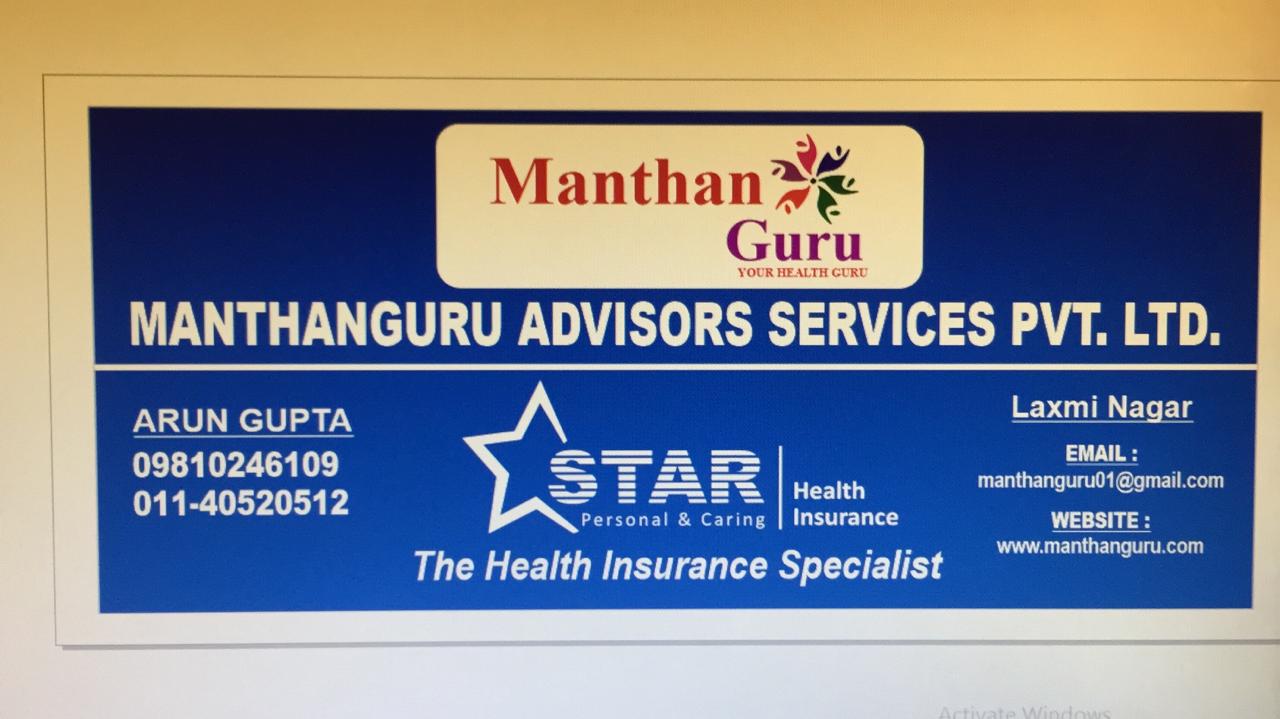 Manthan
Guru
YOUR HEALTH GURU
MANTHANGURU ADVISORS SERVICES PVT. LTD.
ARUN GUPTA
09810246109
011-40520512
STAR
Personal & Caring
Health
Insurance
The Health Insurance Specialist
Laxmi Nagar
EMAIL :
manthanguru01@gmail.com
WEBSITE :
www.manthanguru.com
Activate Windows